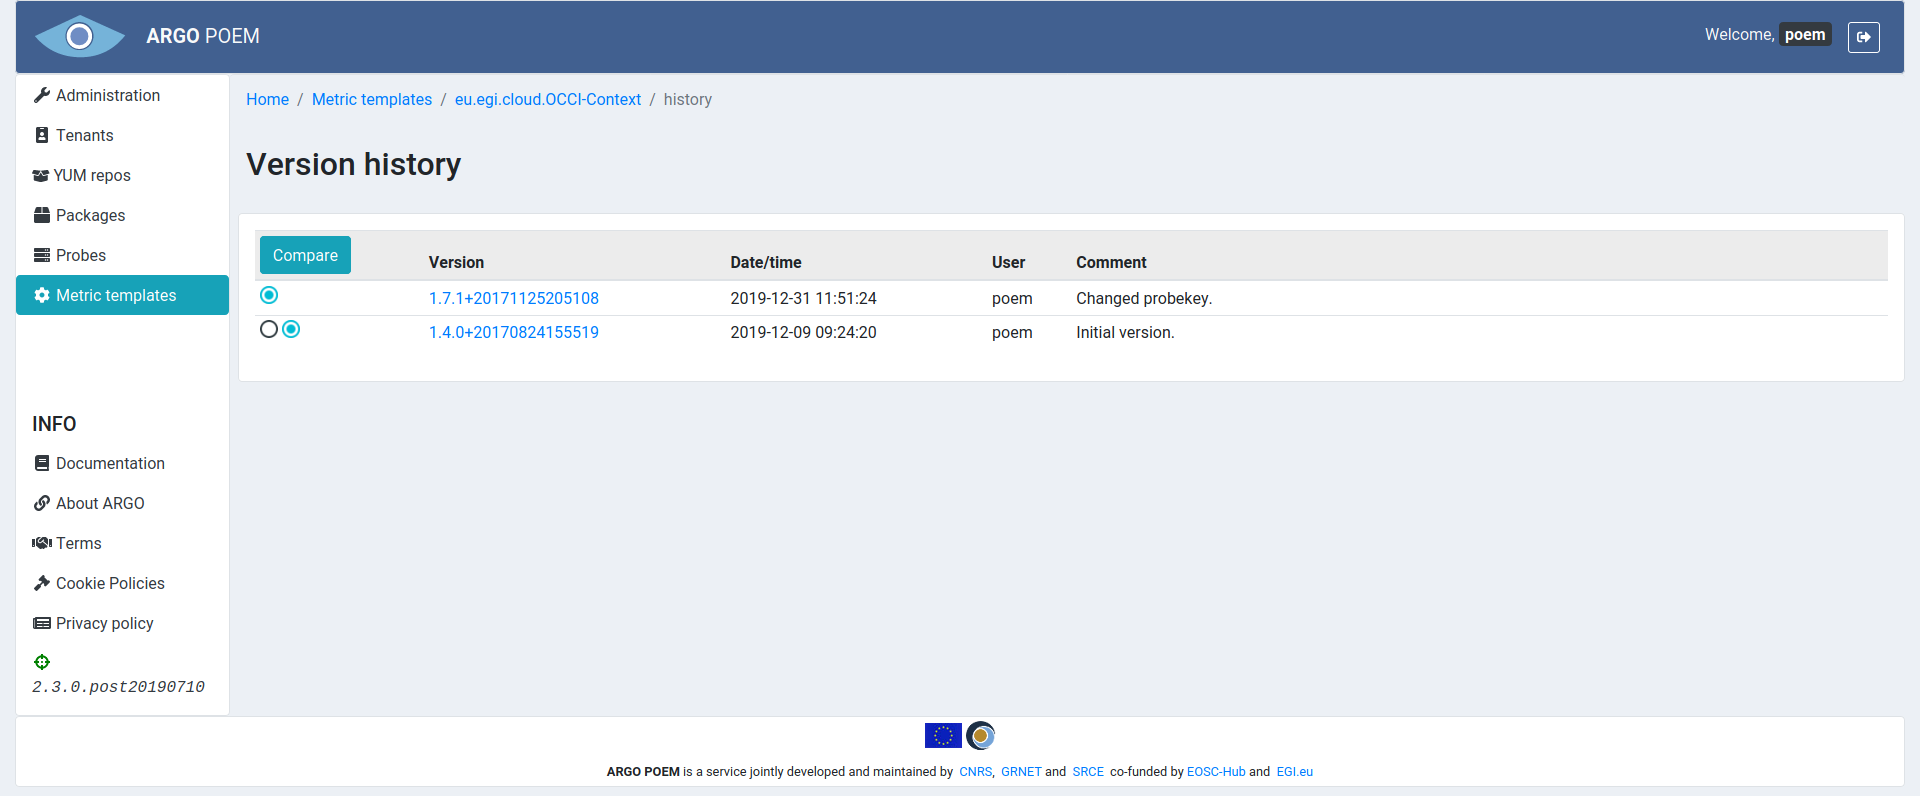 ARGO POEM
Welcome, poem
Administration
Tenants
YUM repos
Packages
Probes
Metric templates
INFO
Documentation
About ARGO
Terms
Cookie Policies
Privacy policy
2.3.0.post20190710
Home / Metric templates / eu.egi.cloud.OCCI-Context / history
Version history
Compare Version Date/time User Comment
1.7.1+20171125205108 2019-12-31 11:51:24 poem Changed probekey.
1.4.0+20170824155519 2019-12-09 09:24:20 poem Initial version.
ARGO POEM is a service jointly developed and maintained by CNRS, GRNET and SRCE co-funded by EOSC-Hub and EGI.eu